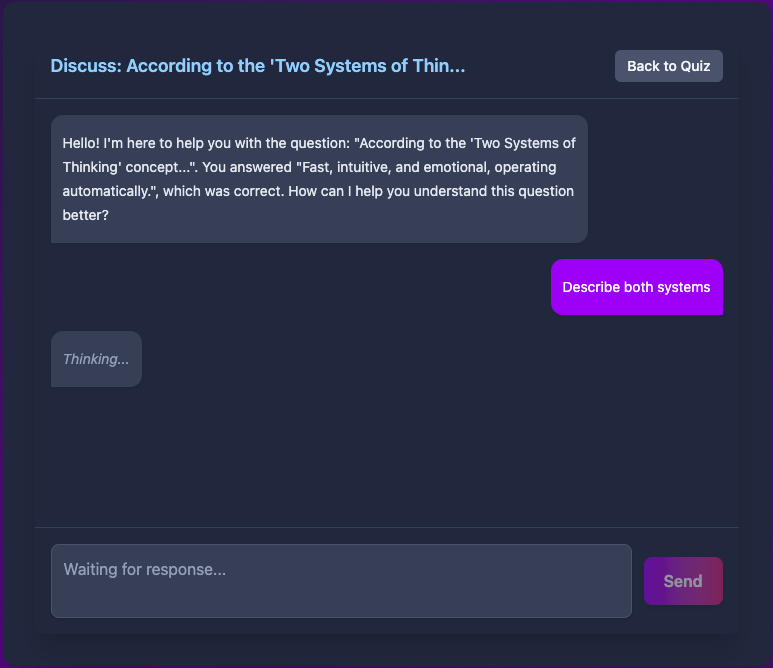 Discuss: According to the 'Two Systems of Thin...
Back to Quiz
Hello! I'm here to help you with the question: "According to the 'Two Systems of
Thinking' concept...". You answered "Fast, intuitive, and emotional, operating
automatically.", which was correct. How can I help you understand this question
better?
Describe both systems
Thinking...
Waiting for response...
Send